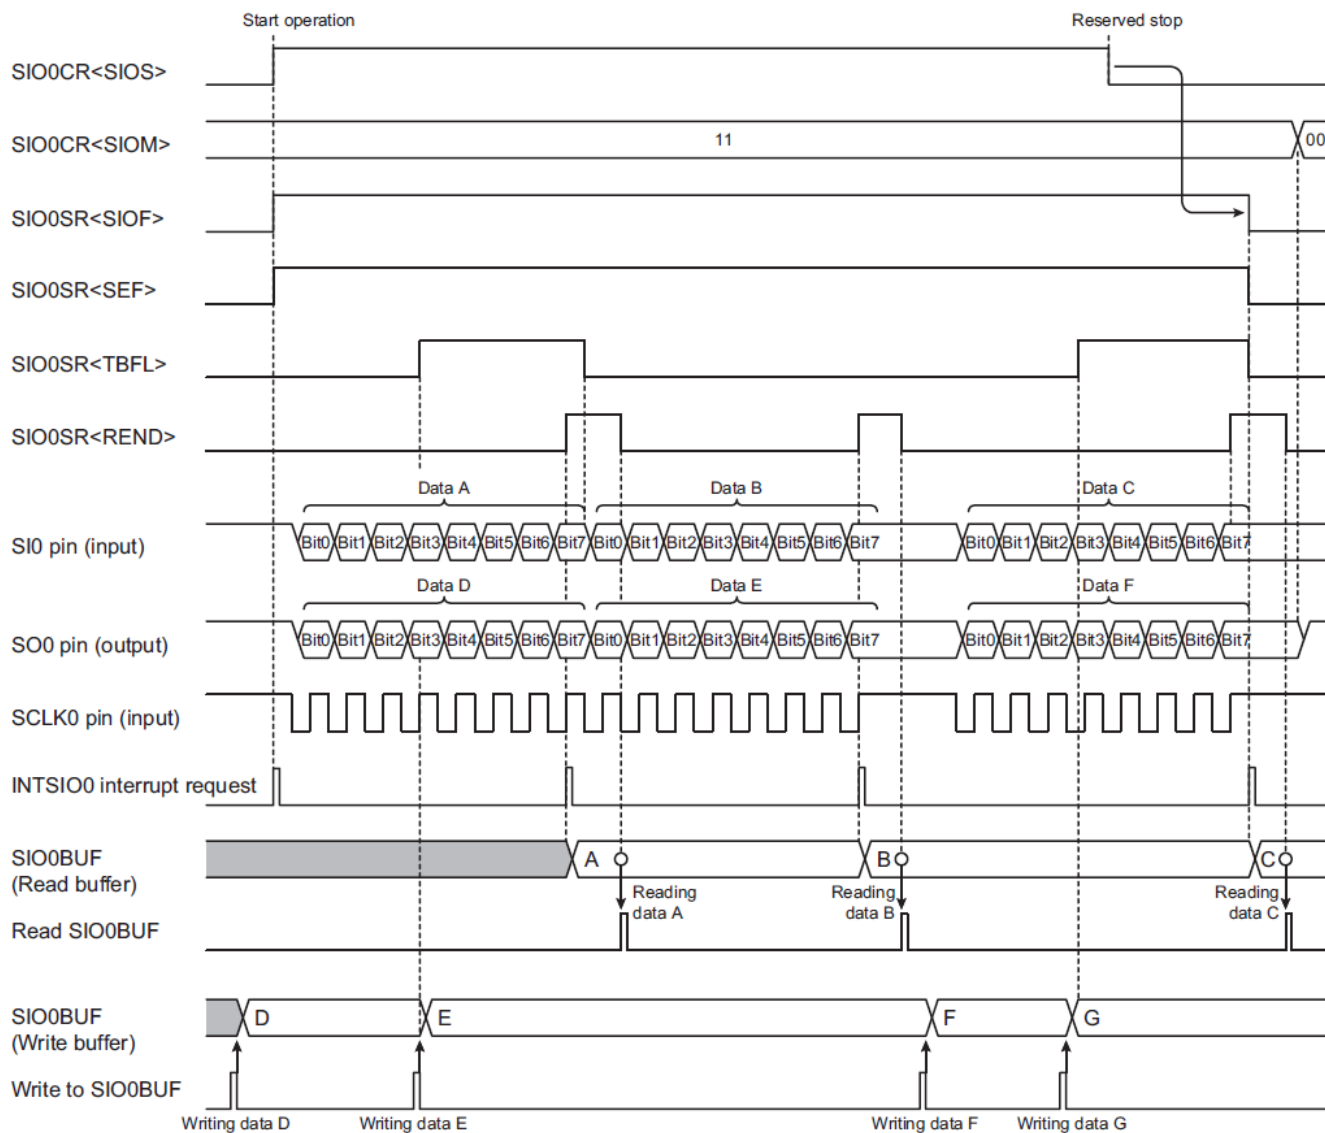 Start operation
Reserved stop
SIO0CR<SIOS>
SIO0CR<SIOM>
11
00
SIO0SR<SIOF>
SIO0SR<SEF>
SIO0SR<TBFL>
SIO0SR<REND>
Data A
Data B
Data C
SI0 pin (input)
Bit0 Bit1 Bit2 Bit3 Bit4 Bit5 Bit6 Bit7 Bit0 Bit1 Bit2 Bit3 Bit4 Bit5 Bit6 Bit7 Bit0 Bit1 Bit2 Bit3 Bit4 Bit5 Bit6 Bit7
Data D
Data E
Data F
SO0 pin (output)
Bit0 Bit1 Bit2 Bit3 Bit4 Bit5 Bit6 Bit7 Bit0 Bit1 Bit2 Bit3 Bit4 Bit5 Bit6 Bit7 Bit0 Bit1 Bit2 Bit3 Bit4 Bit5 Bit6 Bit7
SCLK0 pin (input)
INTSIO0 interrupt request
SIO0BUF
(Read buffer)
A
B
C
Reading
data A
Reading
data B
Reading
data C
Read SIO0BUF
SIO0BUF
(Write buffer)
D
E
F
G
Write to SIO0BUF
Writing data D
Writing data E
Writing data F
Writing data G